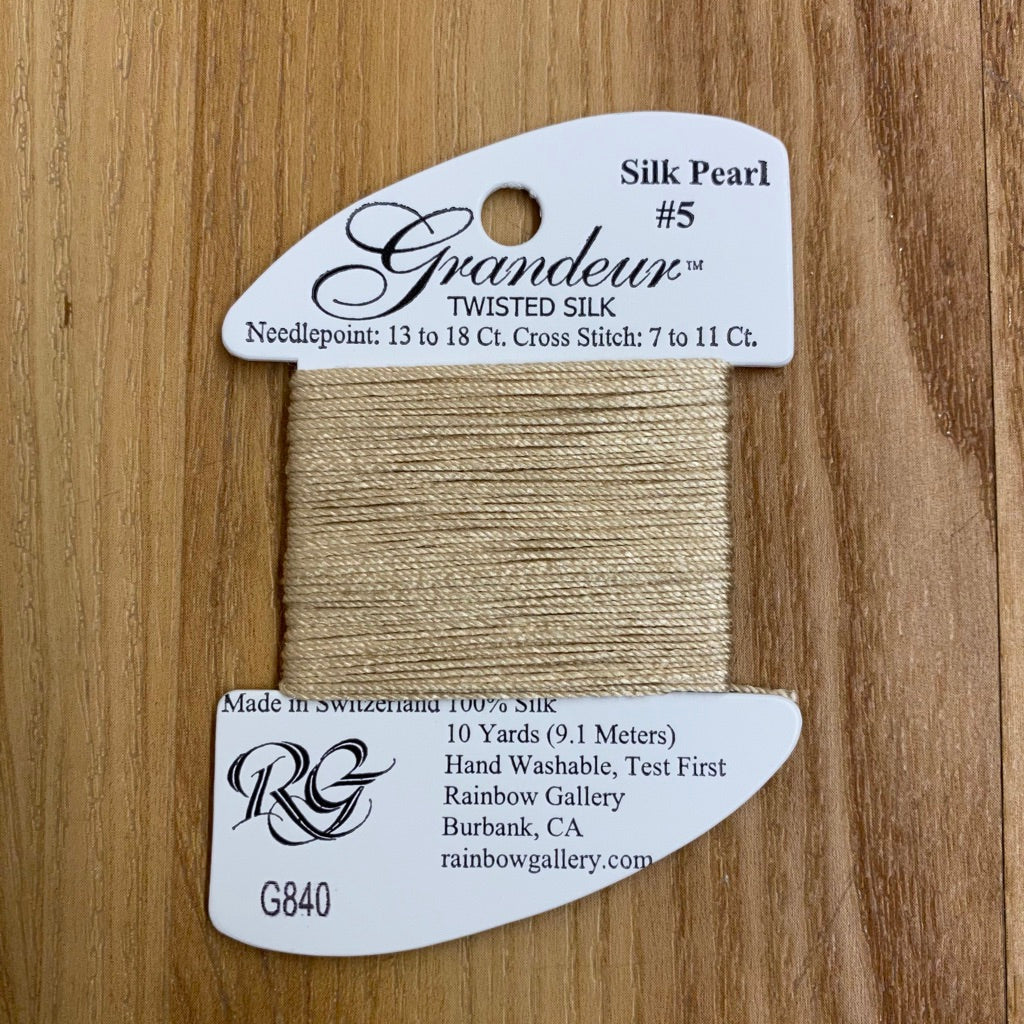 Silk Pearl
#5
Grandeur™
TWISTED SILK
Needlepoint: 13 to 18 Ct. Cross Stitch: 7 to 11 Ct.
Made in Switzerland 100% Silk
10 Yards (9.1 Meters)
Hand Washable, Test First
Rainbow Gallery
Burbank, CA
rainbowgallery.com
RG
G840